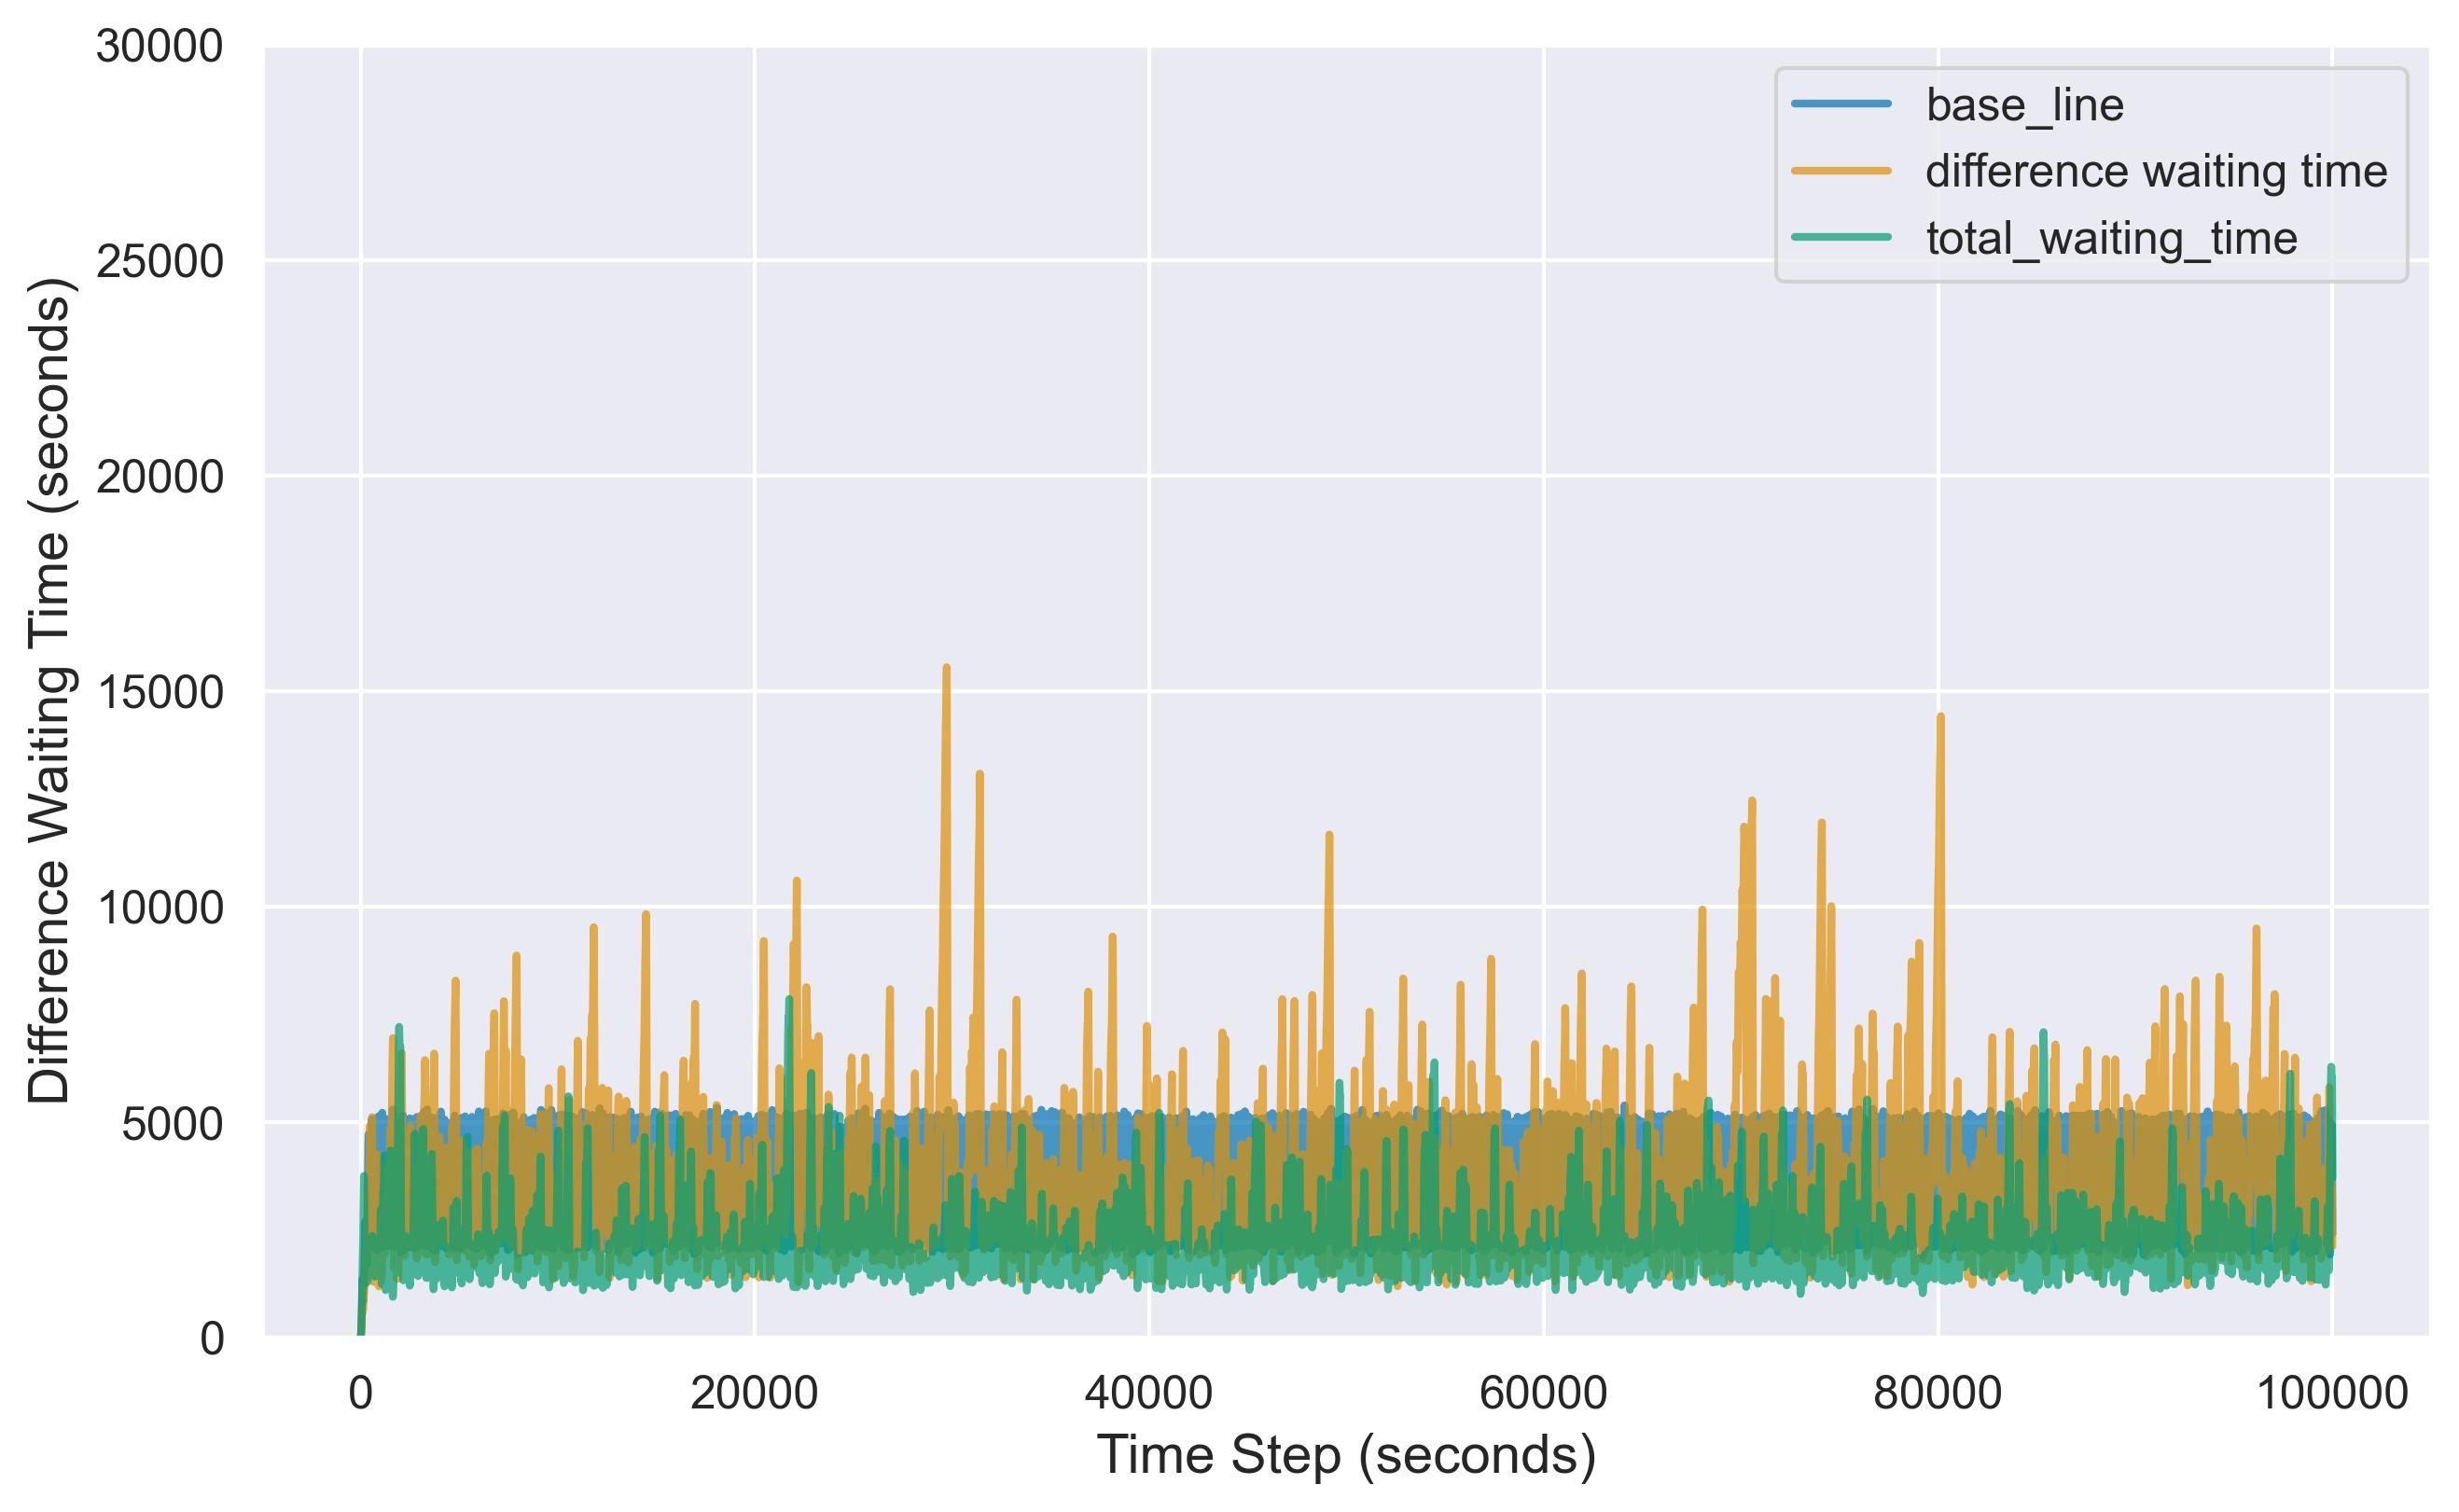 30000
25000
20000
15000
10000
5000
0
Difference Waiting Time (seconds)
base_line
difference waiting time
total_waiting_time
0 20000 40000 60000 80000 100000
Time Step (seconds)